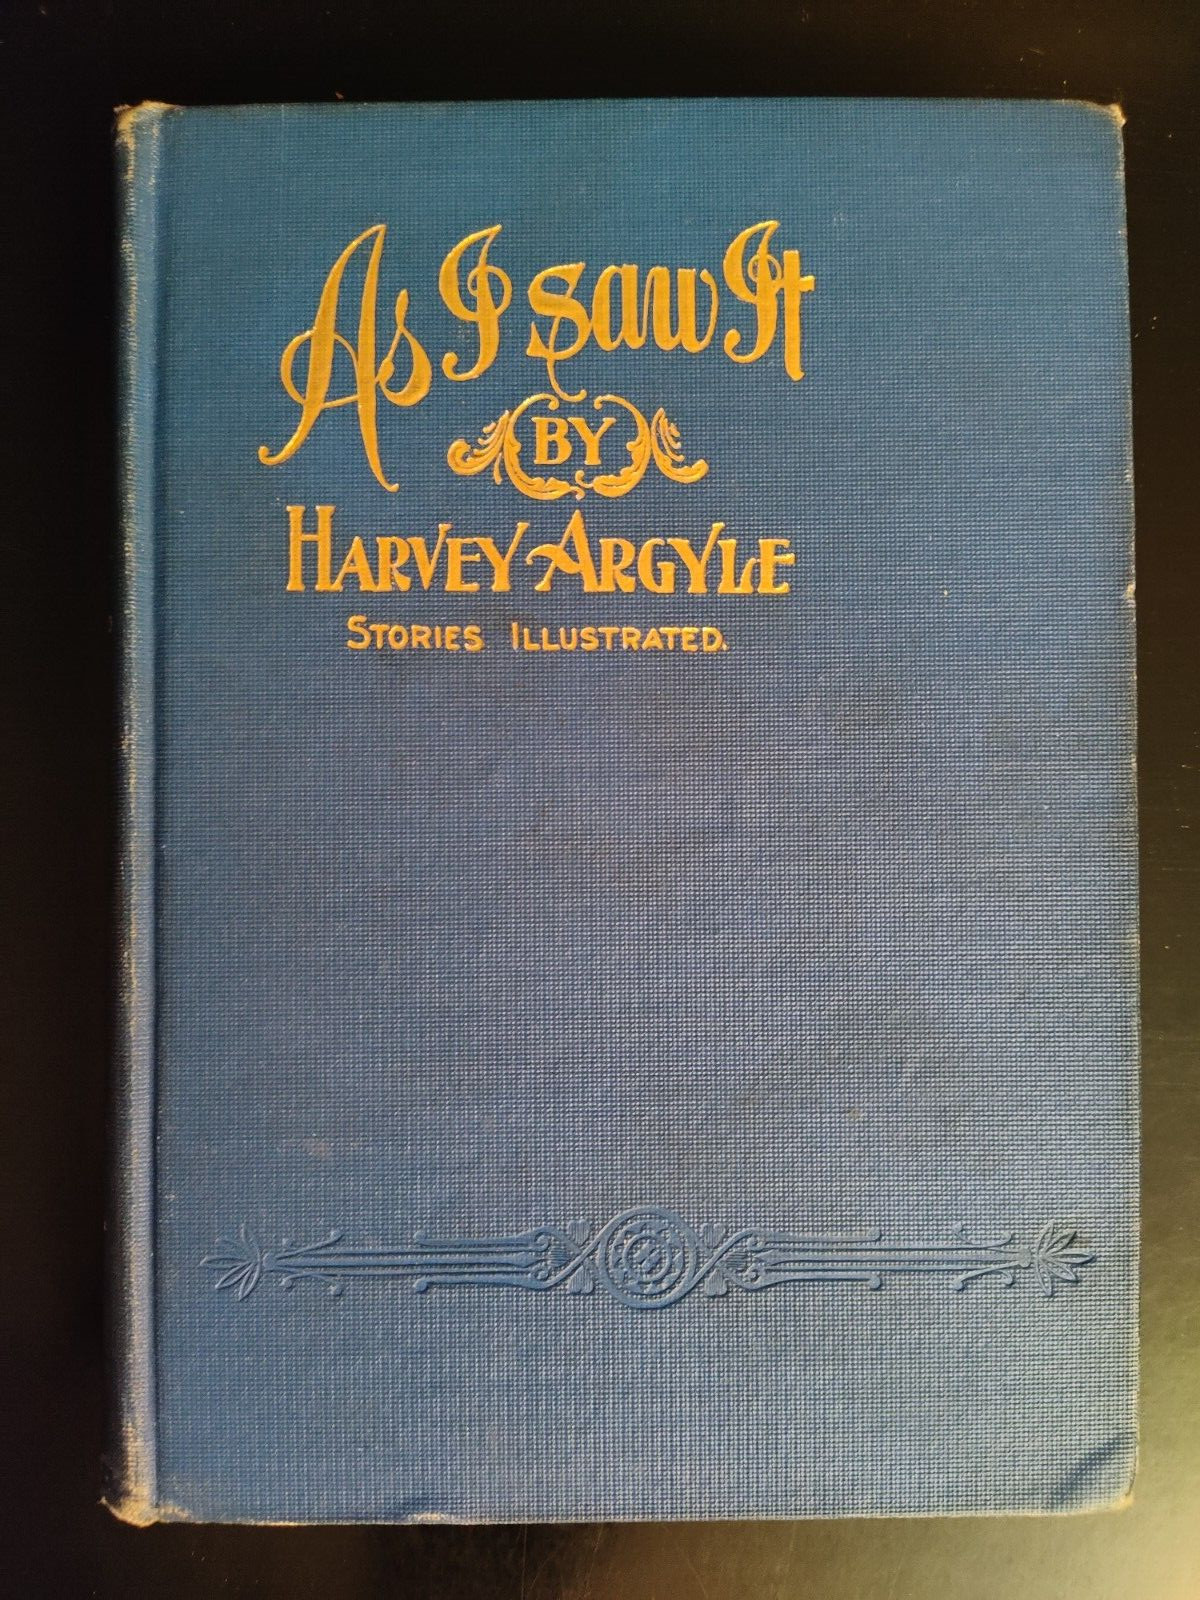 As I Saw It
BY
HARVEY ARGYLE
STORIES ILLUSTRATED.